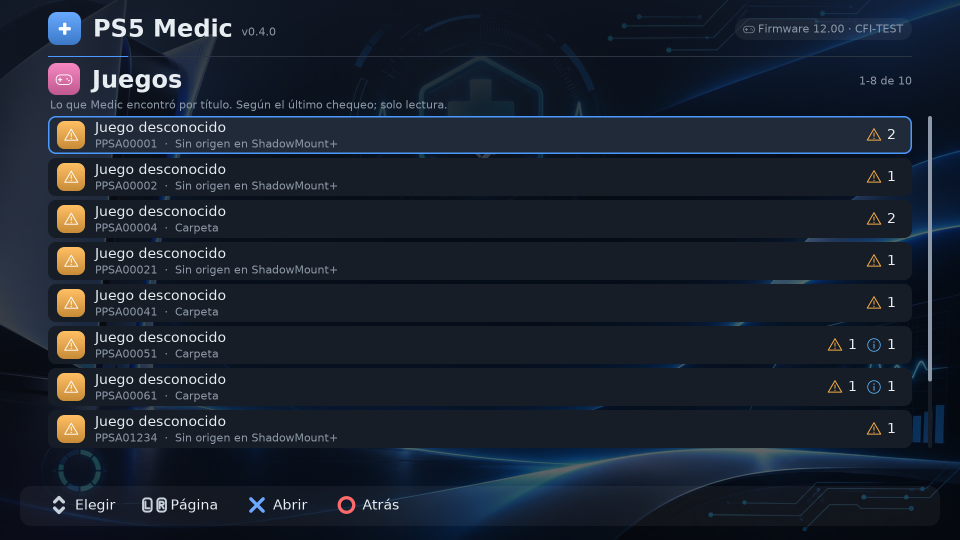 PS5 Medic v0.4.0
Firmware 12.00 · CFI-TEST
Juegos
1-8 de 10
Lo que Medic encontró por título. Según el último chequeo; solo lectura.
Juego desconocido
PPSA00001 · Sin origen en ShadowMount+
2
Juego desconocido
PPSA00002 · Sin origen en ShadowMount+
1
Juego desconocido
PPSA00004 · Carpeta
2
Juego desconocido
PPSA00021 · Sin origen en ShadowMount+
1
Juego desconocido
PPSA00041 · Carpeta
1
Juego desconocido
PPSA00051 · Carpeta
1 1
Juego desconocido
PPSA00061 · Carpeta
1 1
Juego desconocido
PPSA01234 · Sin origen en ShadowMount+
1
Elegir L R Página Abrir Atrás